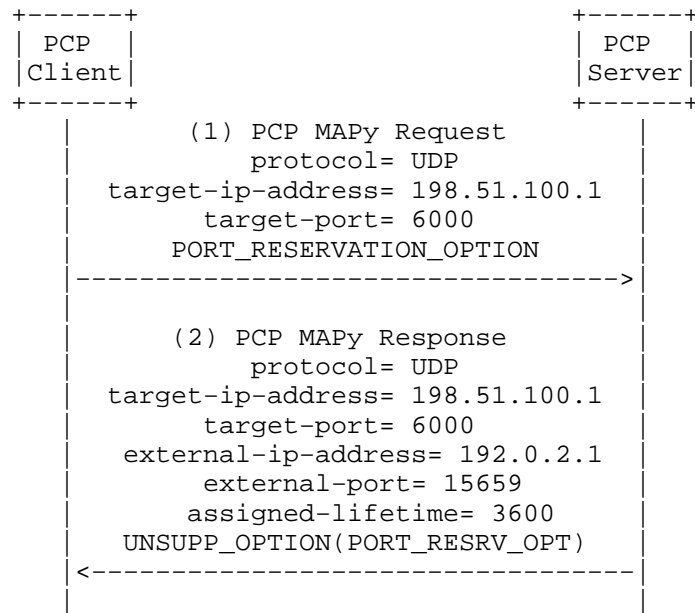 PCP PCP
Client Server
(1) PCP MAPy Request
protocol= UDP
target-ip-address= 198.51.100.1
target-port= 6000
PORT_RESERVATION_OPTION
(2) PCP MAPy Response
protocol= UDP
target-ip-address= 198.51.100.1
target-port= 6000
external-ip-address= 192.0.2.1
external-port= 15659
assigned-lifetime= 3600
UNSUPP_OPTION(PORT_RESRV_OPT)